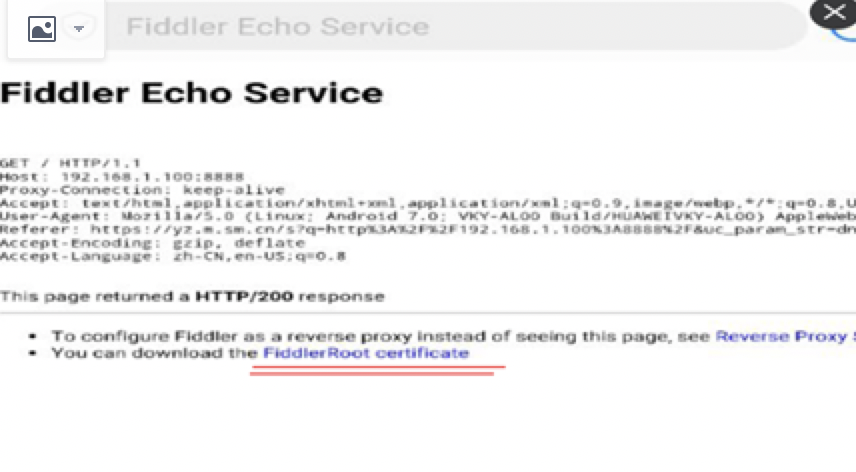 Fiddler Echo Service
Fiddler Echo Service
GET / HTTP/1.1
Host: 192.168.1.100:8888
Proxy-Connection: keep-alive
Accept: text/html,application/xhtml+xml,application/xml;q=0.9,image/webp,*/*;q=0.8,U
User-Agent: Mozilla/5.0 (Linux; Android 7.0; VKY-AL00 Build/HUAWEIVKY-AL00) AppleWeb
Referer: https://yz.m.sm.cn/s?q=http%3A%2F%2F192.168.1.100%3A8888%2F&uc_param_str=dn
Accept-Encoding: gzip, deflate
Accept-Language: zh-CN,en-US;q=0.8
This page returned a HTTP/200 response
• To configure Fiddler as a reverse proxy instead of seeing this page, see Reverse Proxy S
• You can download the FiddlerRoot certificate